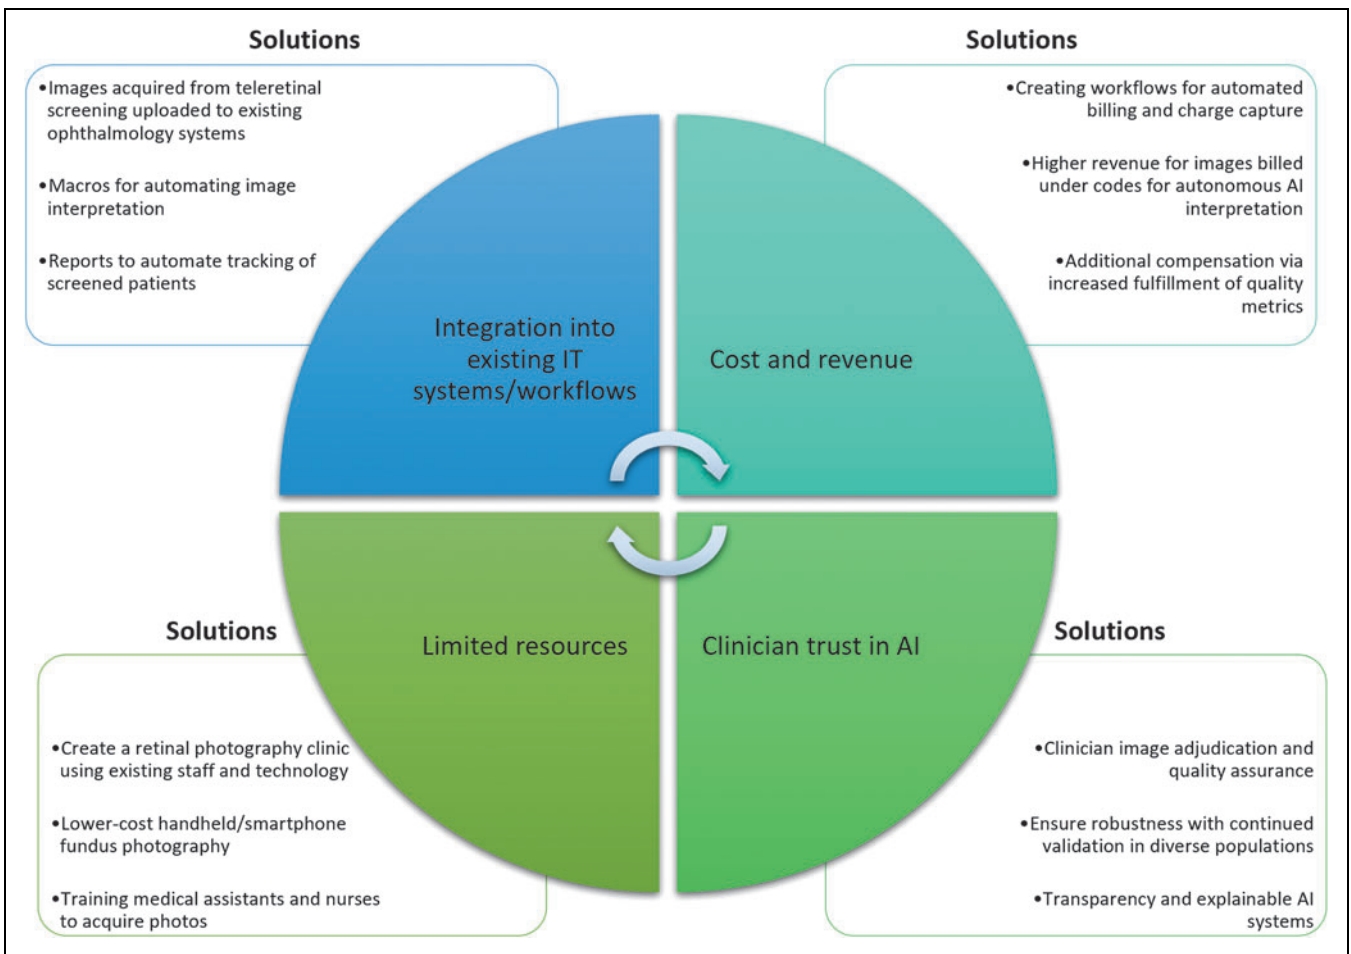 Solutions
•Images acquired from teleretinal
screening uploaded to existing
ophthalmology systems
•Macros for automating image
interpretation
•Reports to automate tracking of
screened patients
Solutions
•Creating workflows for automated
billing and charge capture
•Higher revenue for images billed
under codes for autonomous AI
interpretation
•Additional compensation via
increased fulfillment of quality
metrics
Integration into
existing IT
systems/workflows
Cost and revenue
Limited resources
Clinician trust in AI
Solutions
•Create a retinal photography clinic
using existing staff and technology
•Lower-cost handheld/smartphone
fundus photography
•Training medical assistants and nurses
to acquire photos
Solutions
•Clinician image adjudication and
quality assurance
•Ensure robustness with continued
validation in diverse populations
•Transparency and explainable AI
systems